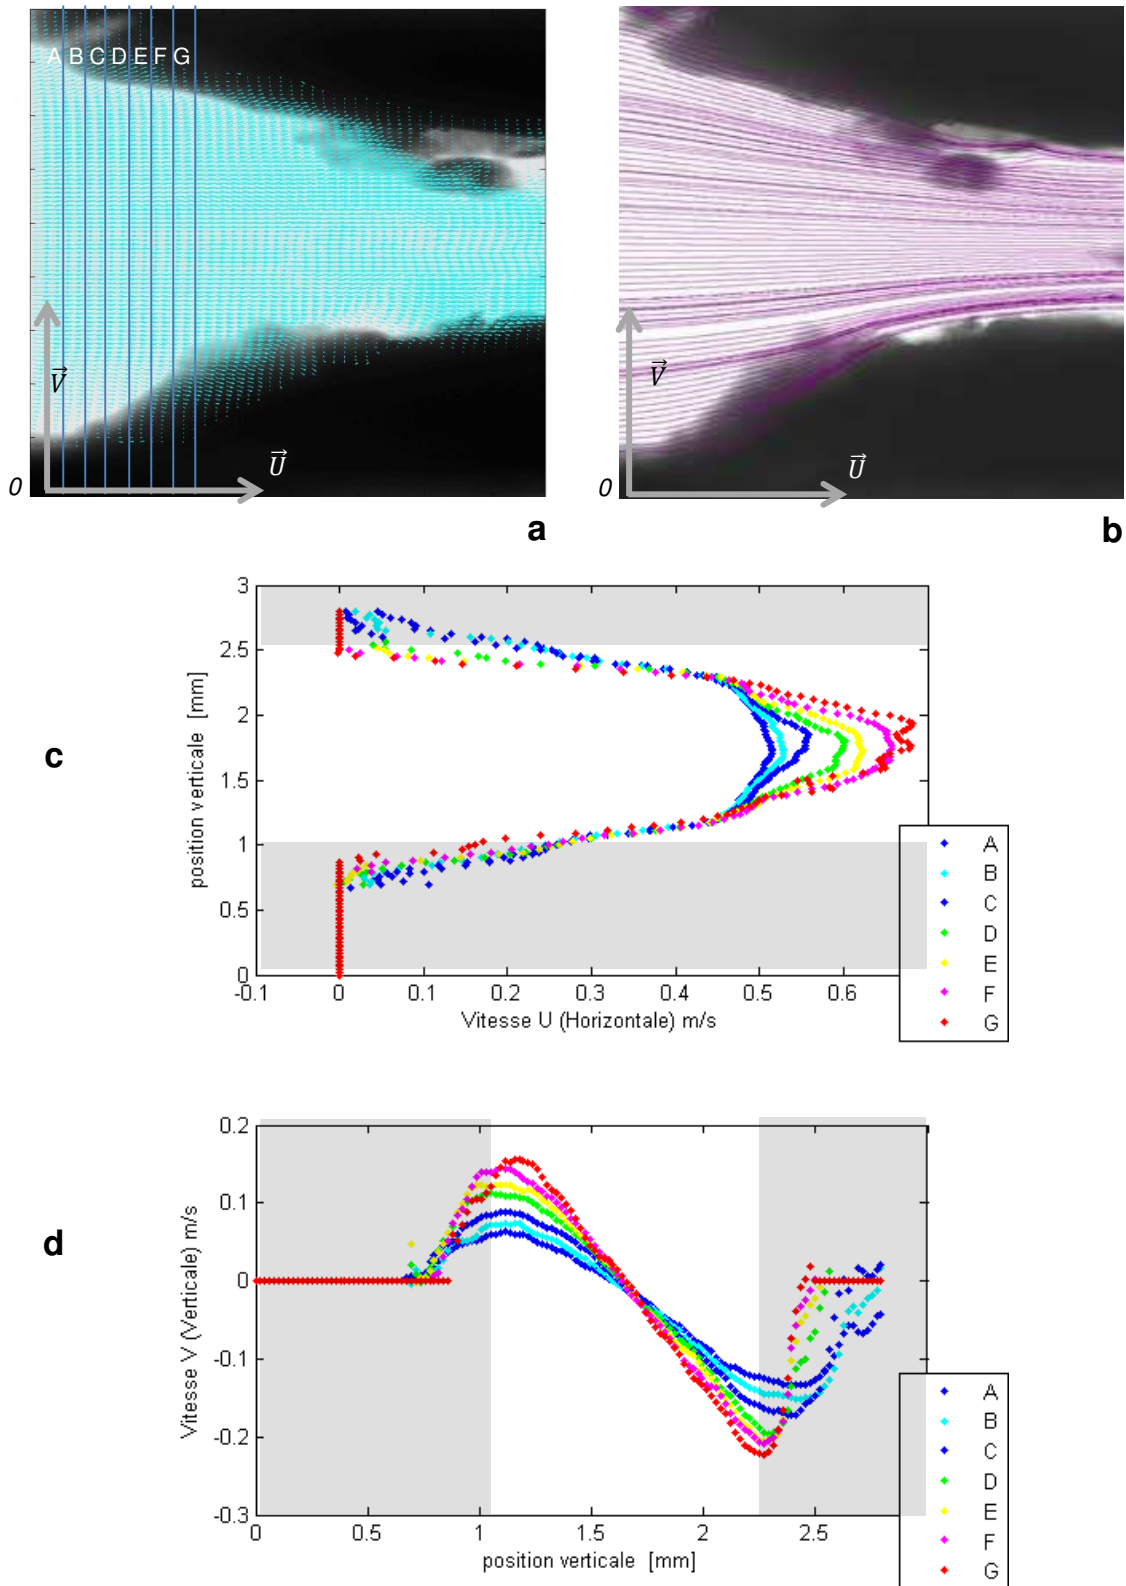 A B C D E F G
V
U
0
a
V
U
0
b
c
3
2.5
2
1.5
1
0.5
0
position verticale [mm]
-0.1 0 0.1 0.2 0.3 0.4 0.5 0.6
Vitesse U (Horizontale) m/s
A
B
C
D
E
F
G
d
0.2
0.1
0
-0.1
-0.2
-0.3
Vitesse V (Verticale) m/s
0 0.5 1 1.5 2 2.5
position verticale [mm]
A
B
C
D
E
F
G